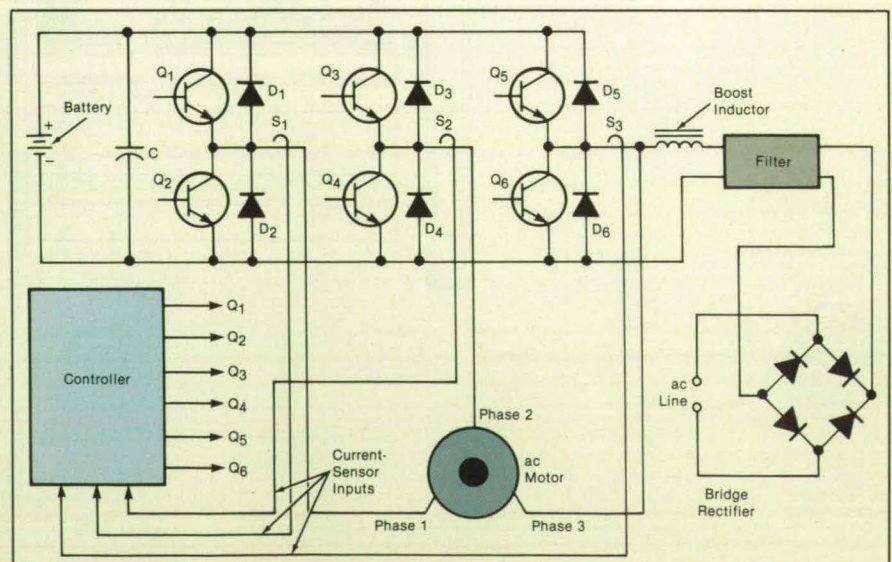 Battery
+
−
C
Q1
D1
S1
Q2
D2
Q3
D3
S2
Q4
D4
Q5
D5
S3
Q6
D6
Boost
Inductor
Filter
Controller
Q1
Q2
Q3
Q4
Q5
Q6
Current-
Sensor
Inputs
Phase 2
ac
Motor
Phase 1
Phase 3
ac
Line
Bridge
Rectifier